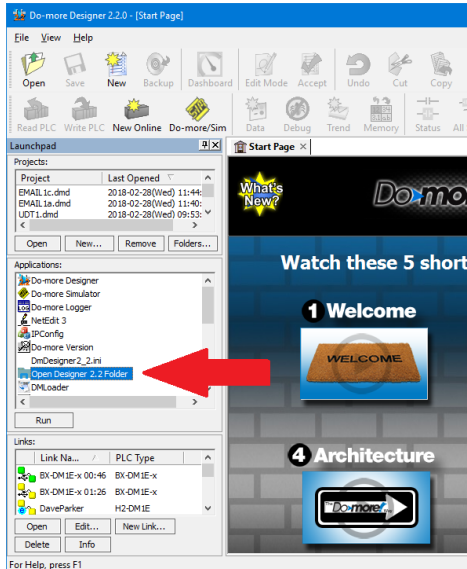 Do-more Designer 2.2.0 - [Start Page]
File View Help
Open Save New Backup Dashboard Edit Mode Accept Undo Cut Copy
Read PLC Write PLC New Online Do-more/Sim Data Debug Trend Memory Status All
Launchpad
Start Page
Projects:
Project Last Opened
EMAIL1c.dmd 2018-02-28(Wed) 11:44:
EMAIL1a.dmd 2018-02-28(Wed) 11:40:
UDT1.dmd 2018-02-28(Wed) 09:53:
Open New... Remove Folders...
Applications:
Do-more Designer
Do-more Simulator
Do-more Logger
NetEdit 3
IPConfig
Do-more Version
DmDesigner2_2.ini
Open Designer 2.2 Folder
DMLoader
Run
Links:
Link Na... / PLC Type
BX-DM1E-x 00:46 BX-DM1E-x
BX-DM1E-x 01:26 BX-DM1E-x
DaveParker H2-DM1E
Open Edit... New Link...
Delete Info
For Help, press F1
What's
New?
Do-mo
Watch these 5 short
1 Welcome
WELCOME
4 Architecture
Do-more!